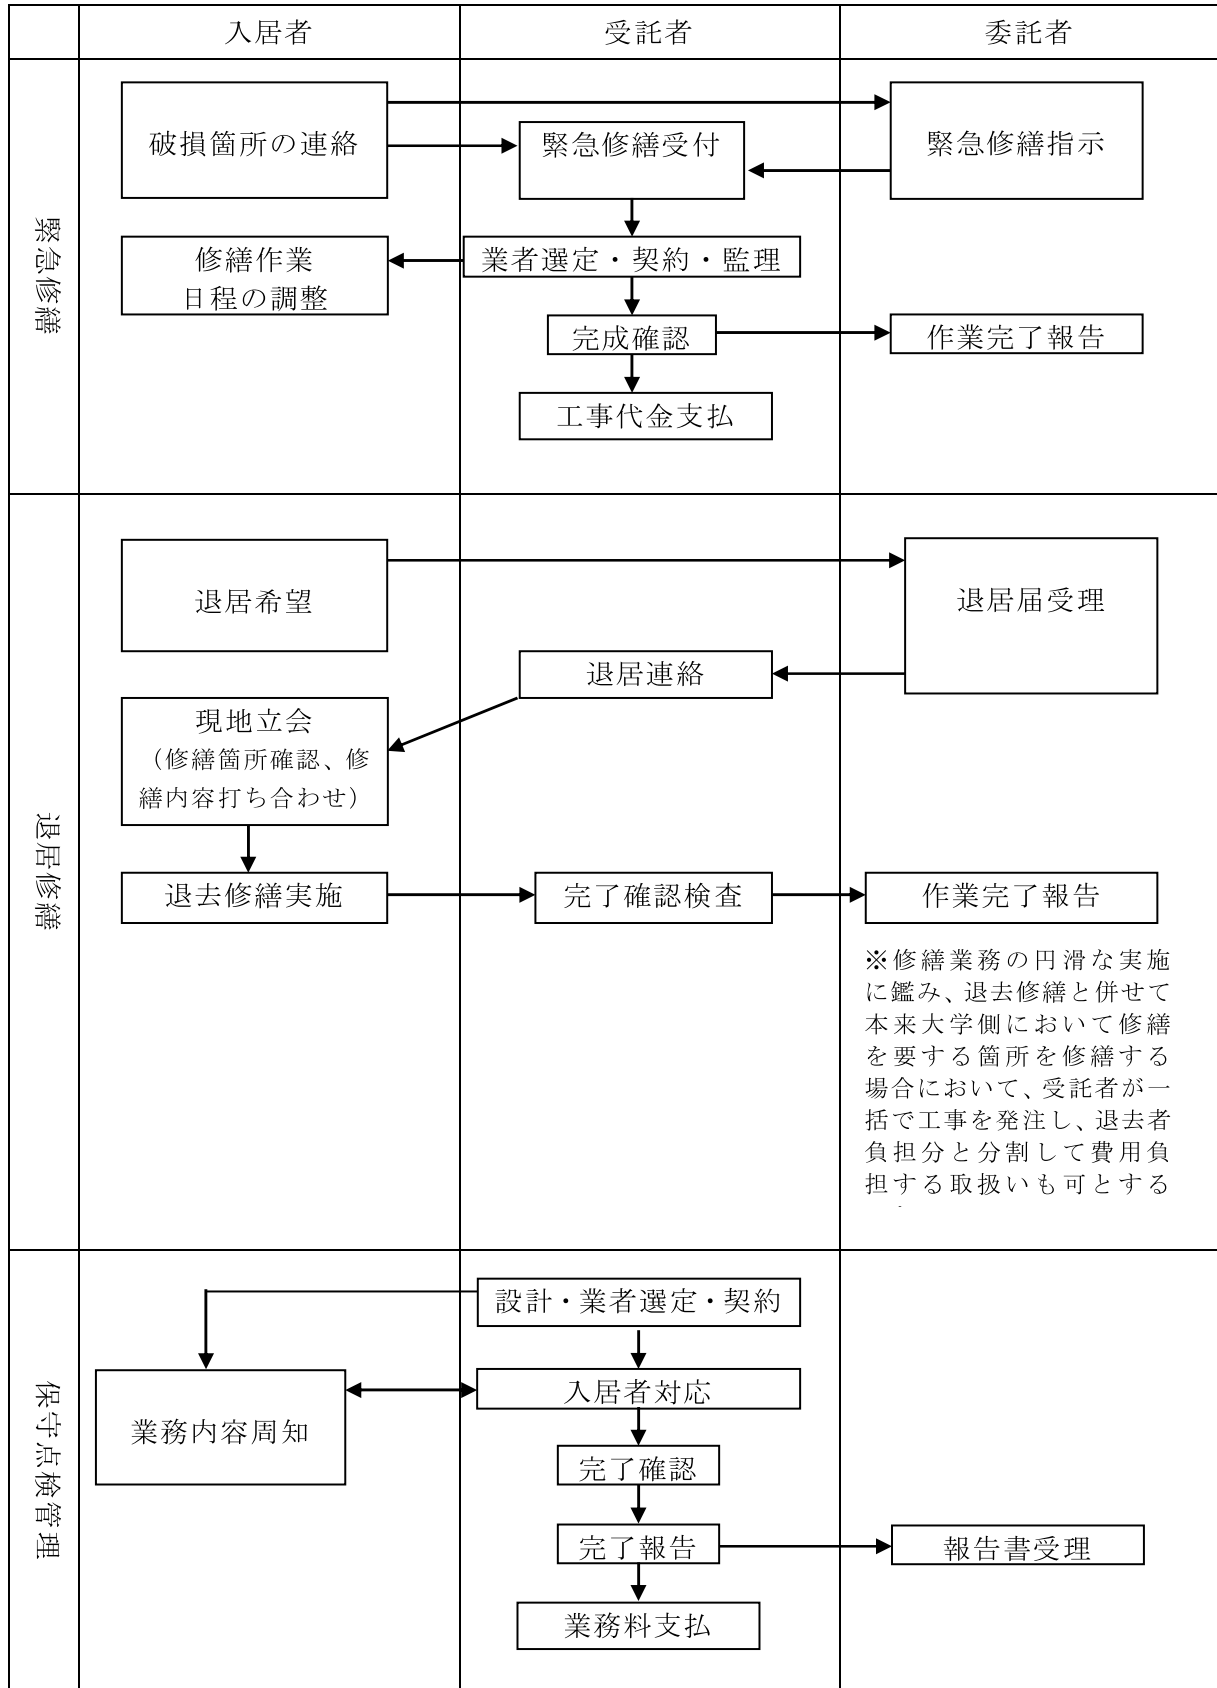 入居者
受託者
委託者
緊急修繕
破損箇所の連絡
緊急修繕受付
緊急修繕指示
修繕作業
日程の調整
業者選定・契約・監理
完成確認
作業完了報告
工事代金支払
退居修繕
退居希望
退居届受理
退居連絡
現地立会
（修繕箇所確認、修
繕内容打ち合わせ）
退去修繕実施
完了確認検査
作業完了報告
※修繕業務の円滑な実施
に鑑み、退去修繕と併せて
本来大学側において修繕
を要する箇所を修繕する
場合において、受託者が一
括で工事を発注し、退去者
負担分と分割して費用負
担する取扱いも可とする
保守点検管理
設計・業者選定・契約
入居者対応
業務内容周知
完了確認
完了報告
報告書受理
業務料支払